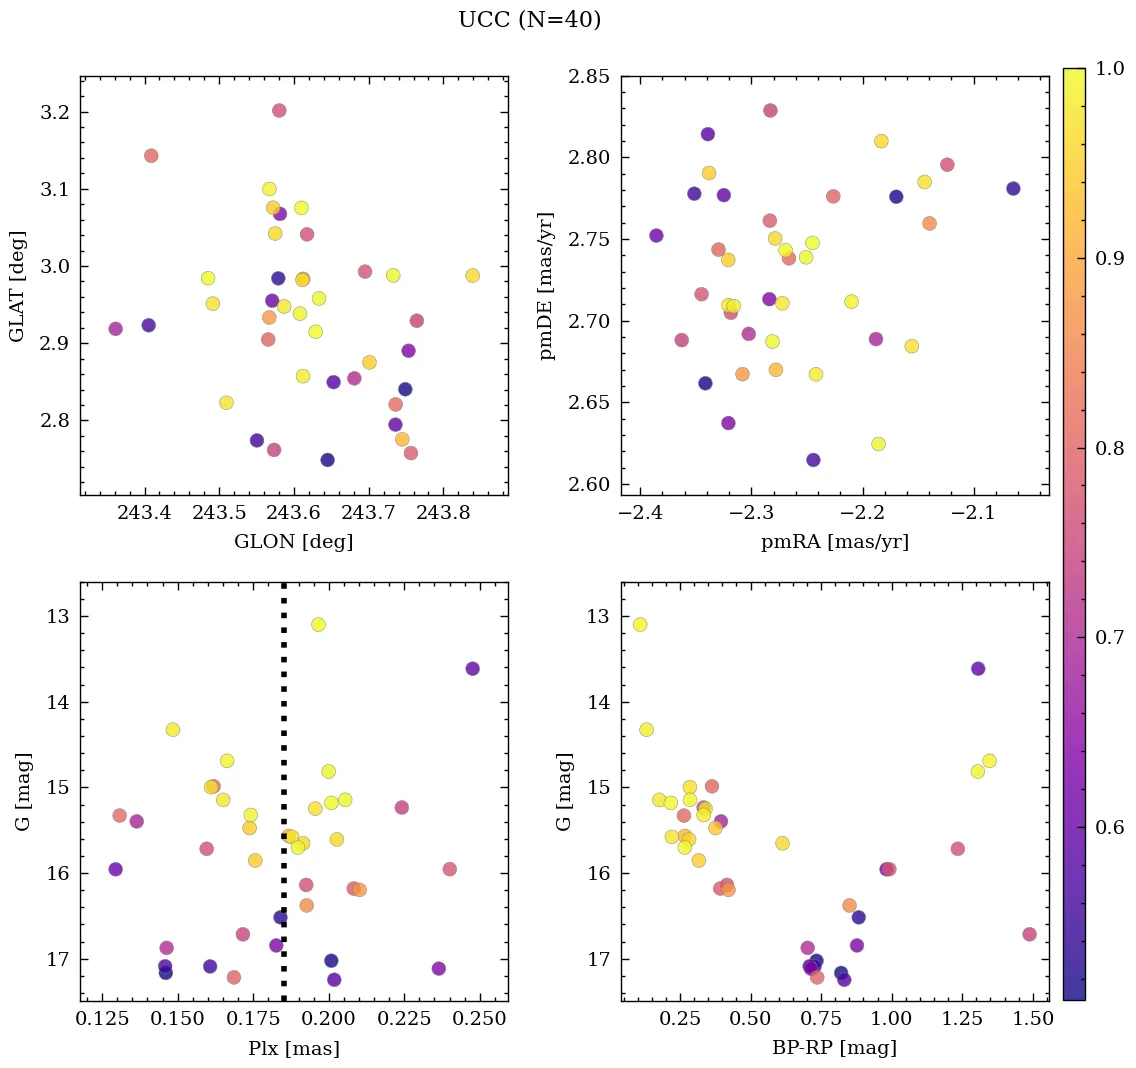 UCC (N=40)
3.2
3.1
3.0
2.9
2.8
GLAT [deg]
243.4 243.5 243.6 243.7 243.8
GLON [deg]
2.85
2.80
2.75
2.70
2.65
2.60
pmDE [mas/yr]
−2.4 −2.3 −2.2 −2.1
pmRA [mas/yr]
1.0
0.9
0.8
0.7
0.6
13
14
15
16
17
G [mag]
0.125 0.150 0.175 0.200 0.225 0.250
Plx [mas]
13
14
15
16
17
G [mag]
0.25 0.50 0.75 1.00 1.25 1.50
BP-RP [mag]